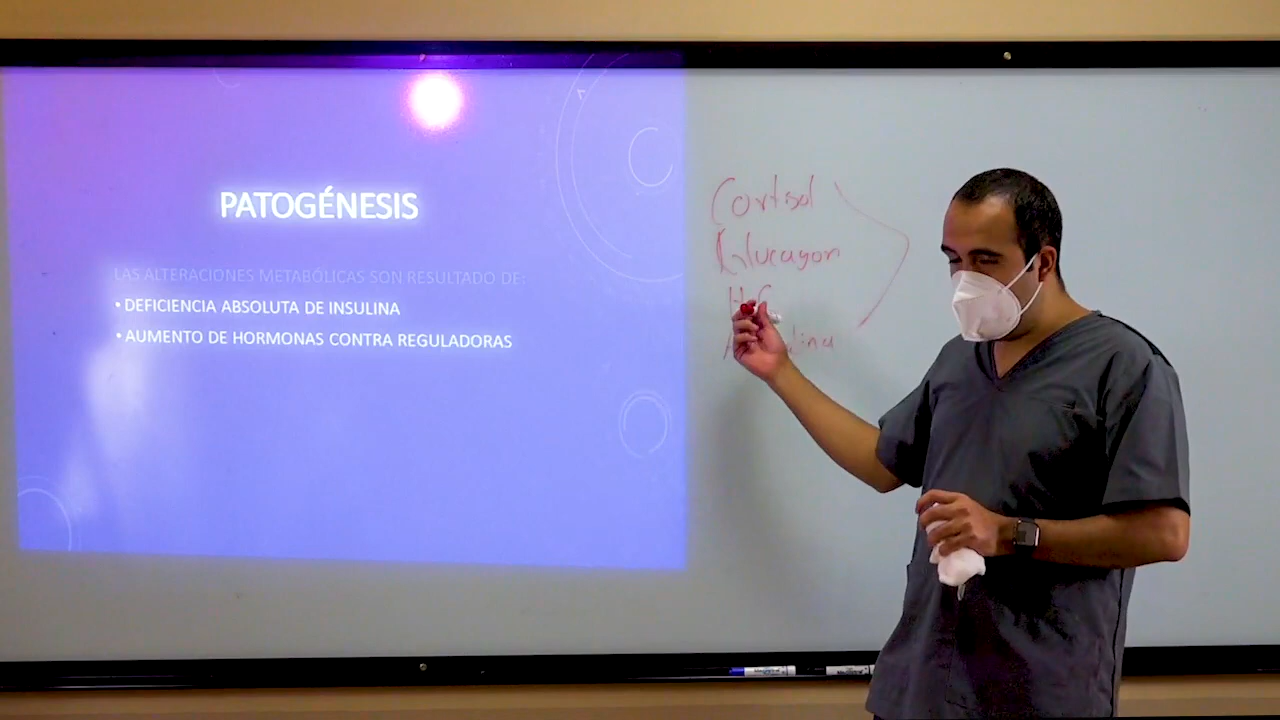 PATOGÉNESIS
LAS ALTERACIONES METABÓLICAS SON RESULTADO DE:
• DEFICIENCIA ABSOLUTA DE INSULINA
• AUMENTO DE HORMONAS CONTRA REGULADORAS
Cortisol
Glucagon